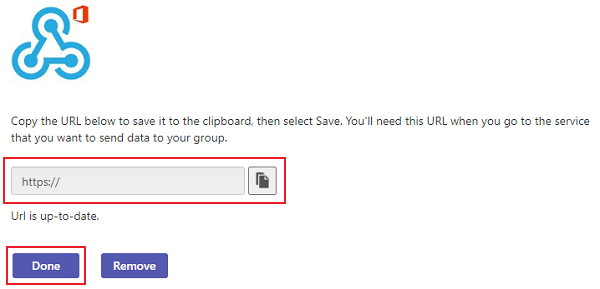 Copy the URL below to save it to the clipboard, then select Save. You'll need this URL when you go to the service
that you want to send data to your group.
https://
Url is up-to-date.
Done
Remove